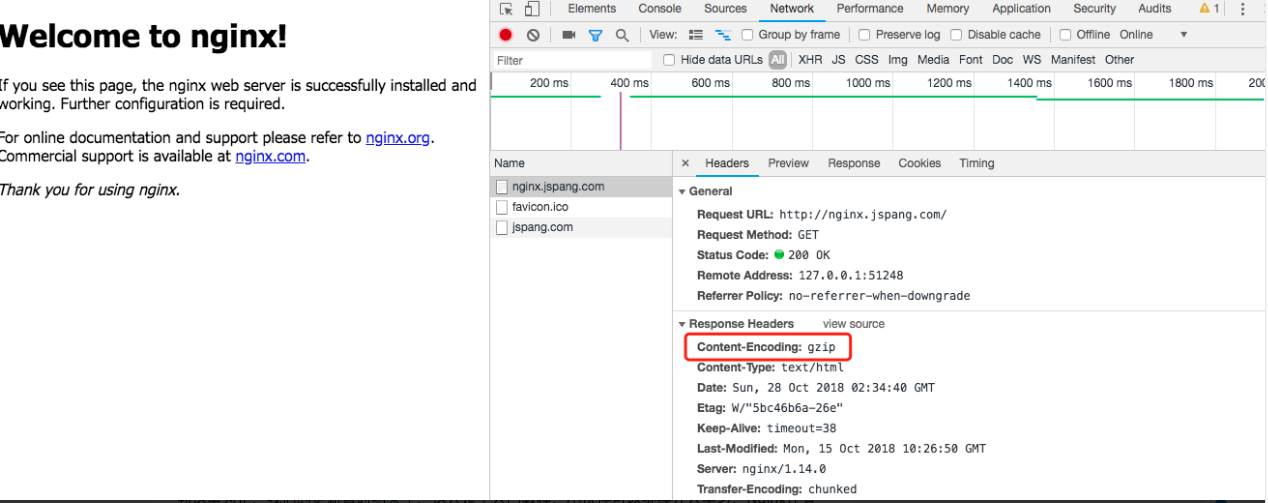 Welcome to nginx!
If you see this page, the nginx web server is successfully installed and
working. Further configuration is required.
For online documentation and support please refer to nginx.org.
Commercial support is available at nginx.com.
Thank you for using nginx.
Elements Console Sources Network Performance Memory Application Security Audits 1
View: Group by frame Preserve log Disable cache Offline Online
Filter Hide data URLs All XHR JS CSS Img Media Font Doc WS Manifest Other
200 ms 400 ms 600 ms 800 ms 1000 ms 1200 ms 1400 ms 1600 ms 1800 ms 200
Name
nginx.jspang.com
favicon.ico
jspang.com
× Headers Preview Response Cookies Timing
General
Request URL: http://nginx.jspang.com/
Request Method: GET
Status Code: 200 OK
Remote Address: 127.0.0.1:51248
Referrer Policy: no-referrer-when-downgrade
Response Headers view source
Content-Encoding: gzip
Content-Type: text/html
Date: Sun, 28 Oct 2018 02:34:40 GMT
Etag: W/"5bc46b6a-26e"
Keep-Alive: timeout=38
Last-Modified: Mon, 15 Oct 2018 10:26:50 GMT
Server: nginx/1.14.0
Transfer-Encoding: chunked